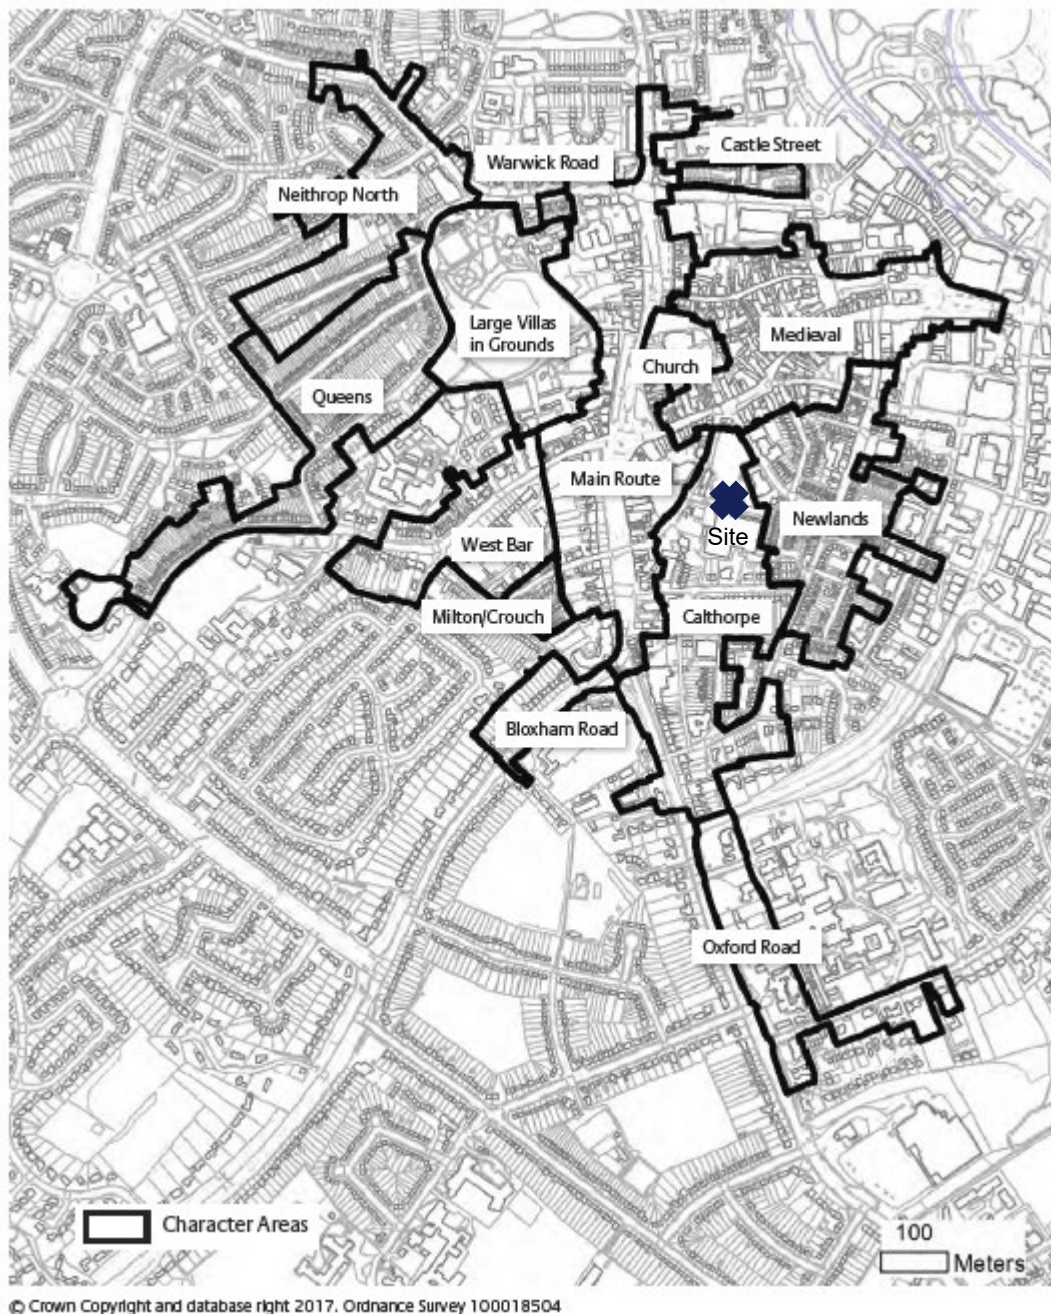 Castle Street
Warwick Road
Neithrop North
Large Villas
in Grounds
Medieval
Church
Queens
Main Route
Newlands
Site
West Bar
Milton/Crouch
Calthorpe
Bloxham Road
Oxford Road
Character Areas
100
Meters
© Crown Copyright and database right 2017. Ordnance Survey 100018504